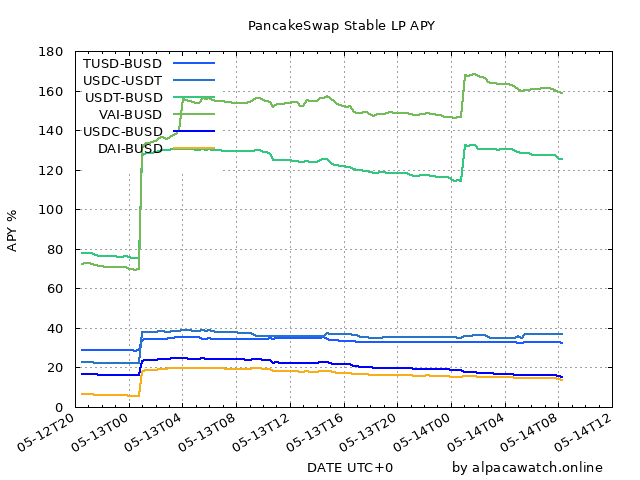 PancakeSwap Stable LP APY
180
160
140
120
100
80
60
40
20
0
APY %
TUSD-BUSD
USDC-USDT
USDT-BUSD
VAI-BUSD
USDC-BUSD
DAI-BUSD
05-12T20
05-13T00
05-13T04
05-13T08
05-13T12
05-13T16
05-13T20
05-14T00
05-14T04
05-14T08
05-14T12
DATE UTC+0
by alpacawatch.online